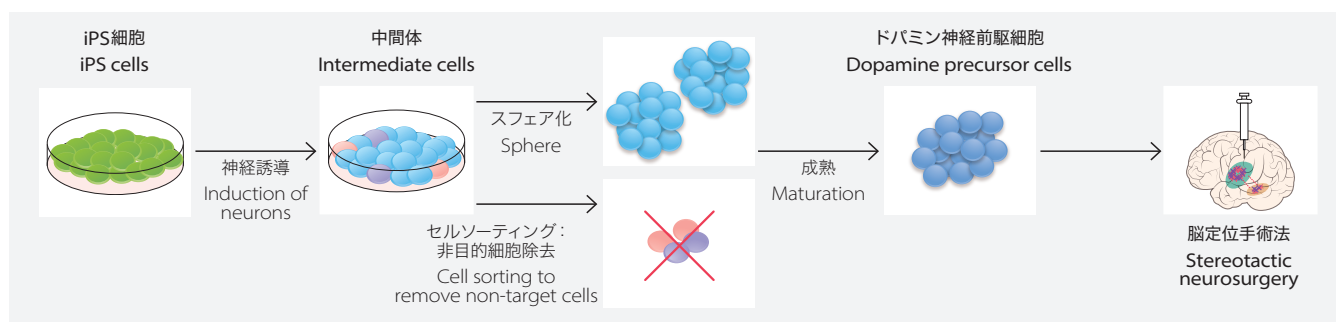 iPS細胞
iPS cells
神経誘導
Induction of
neurons
中間体
Intermediate cells
スフェア化
Sphere
セルソーティング：
非目的細胞除去
Cell sorting to
remove non-target cells
成熟
Maturation
ドパミン神経前駆細胞
Dopamine precursor cells
脳定位手術法
Stereotactic
neurosurgery